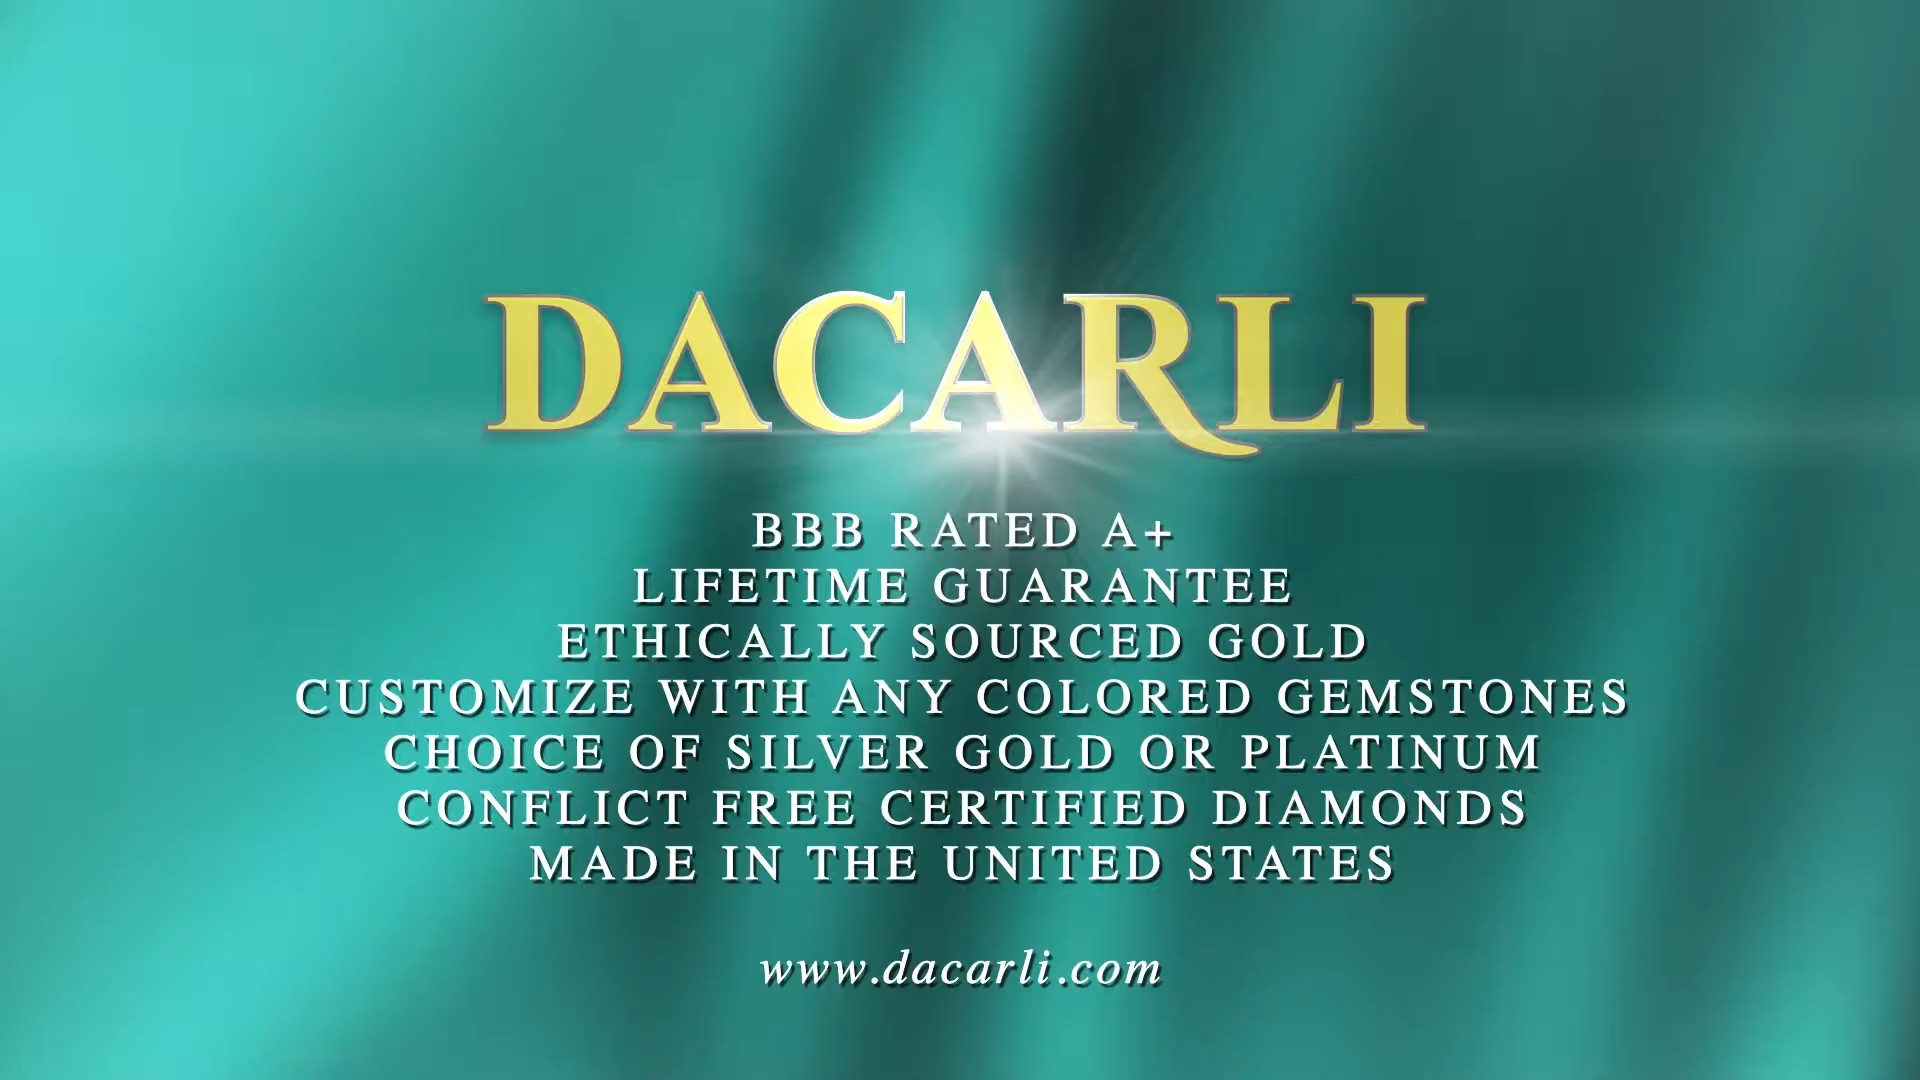 DACARLI
BBB RATED A+
LIFETIME GUARANTEE
ETHICALLY SOURCED GOLD
CUSTOMIZE WITH ANY COLORED GEMSTONES
CHOICE OF SILVER GOLD OR PLATINUM
CONFLICT FREE CERTIFIED DIAMONDS
MADE IN THE UNITED STATES
www.dacarli.com